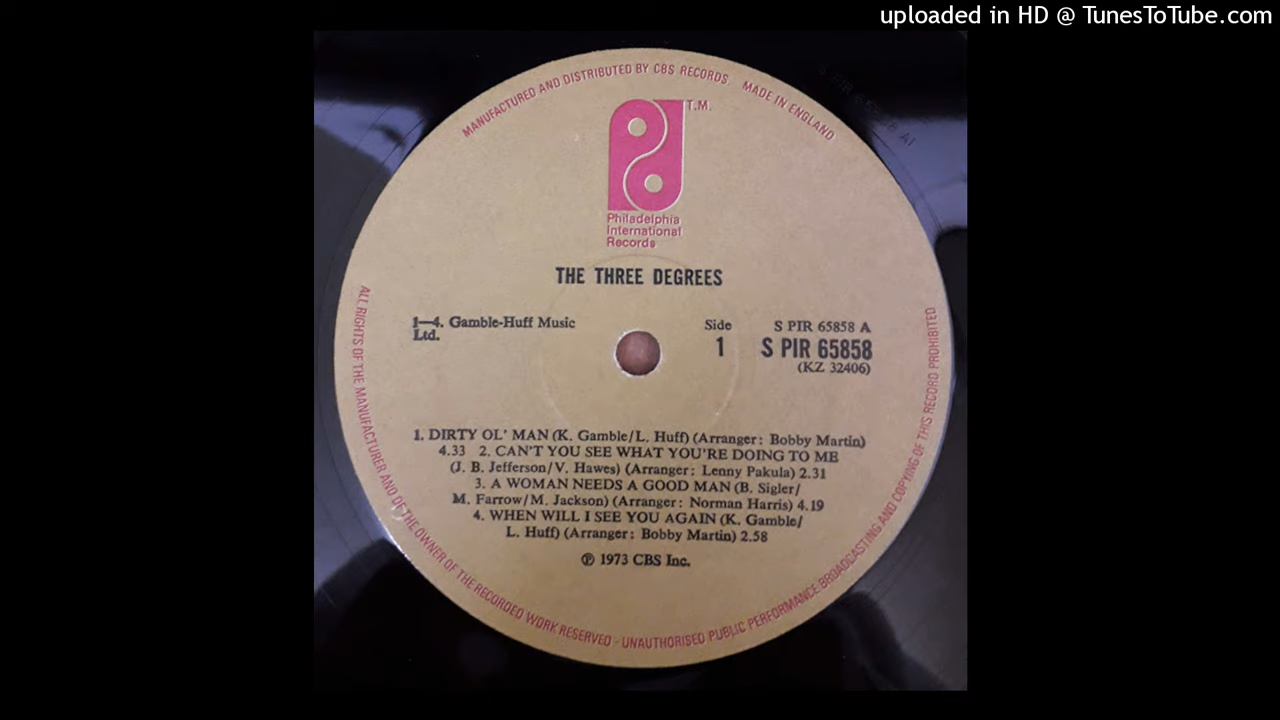 uploaded in HD @ TunesToTube.com
MANUFACTURED AND DISTRIBUTED BY CBS RECORDS. MADE IN ENGLAND
T.M.
Philadelphia
International
Records
THE THREE DEGREES
1—4. Gamble-Huff Music
Ltd.
Side
1
S PIR 65858 A
S PIR 65858
(KZ 32406)
1. DIRTY OL' MAN (K. Gamble/L. Huff) (Arranger: Bobby Martin)
4.33 2. CAN'T YOU SEE WHAT YOU'RE DOING TO ME
(J. B. Jefferson/V. Hawes) (Arranger: Lenny Pakula) 2.31
3. A WOMAN NEEDS A GOOD MAN (B. Sigler/
M. Farrow/M. Jackson) (Arranger: Norman Harris) 4.19
4. WHEN WILL I SEE YOU AGAIN (K. Gamble/
L. Huff) (Arranger: Bobby Martin) 2.58
℗ 1973 CBS Inc.
ALL RIGHTS OF THE MANUFACTURER AND OF THE OWNER OF THE RECORDED WORK RESERVED - UNAUTHORISED PUBLIC PERFORMANCE BROADCASTING AND COPYING OF THIS RECORD PROHIBITED